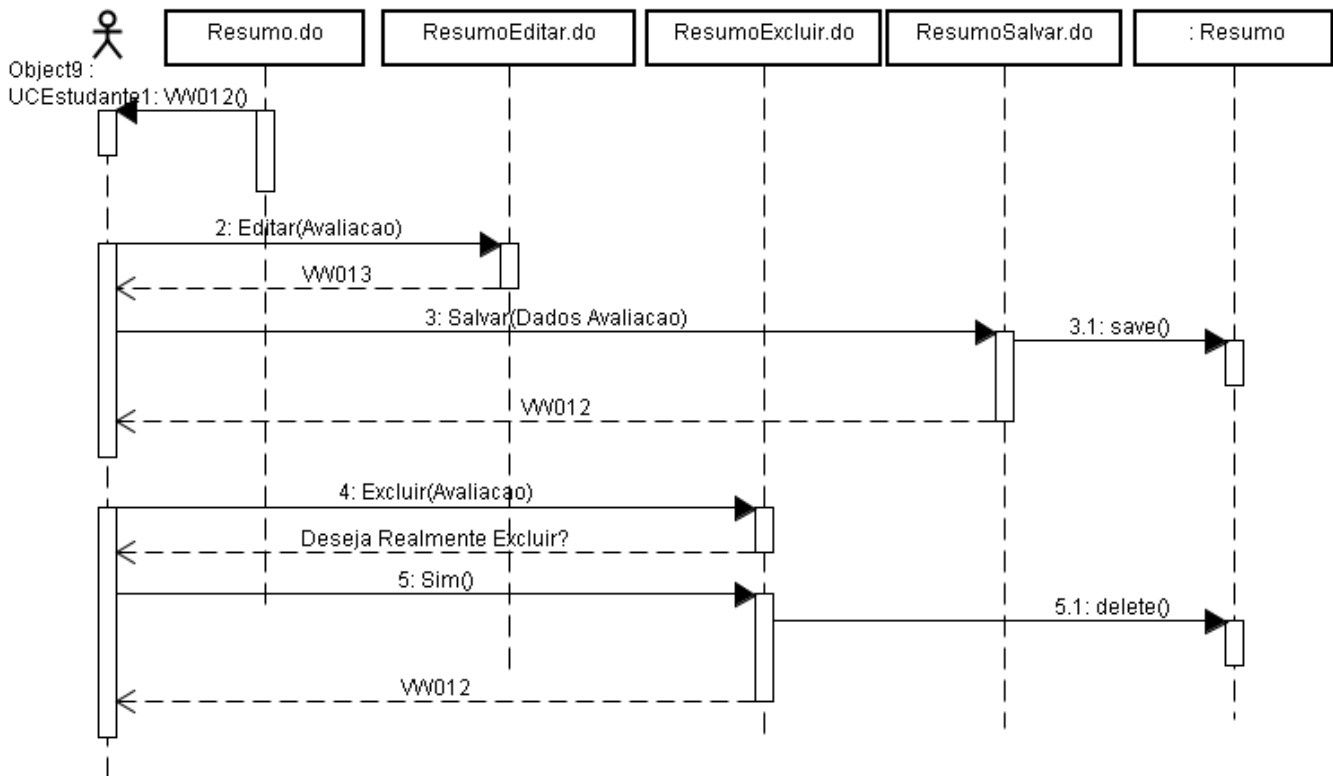 Resumo.do
ResumoEditar.do
ResumoExcluir.do
ResumoSalvar.do
: Resumo
Object9 :
UCEstudante1: VW012()
2: Editar(Avaliacao)
VW013
3: Salvar(Dados Avaliacao)
3.1: save()
VW012
4: Excluir(Avaliacao)
Deseja Realmente Excluir?
5: Sim()
5.1: delete()
VW012